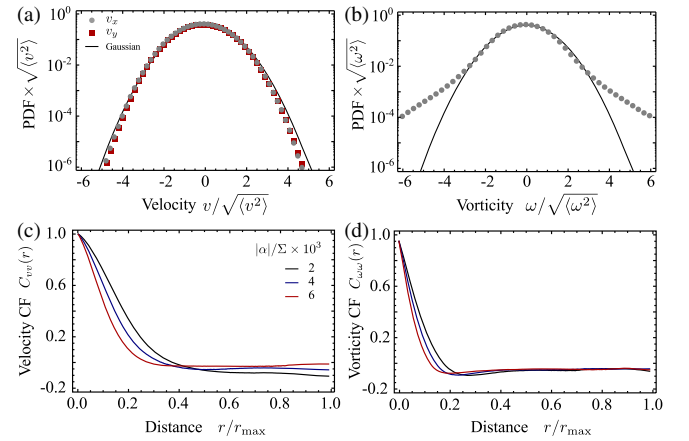 (a)
v_x
v_y
Gaussian
PDF × √⟨v²⟩
10⁰
10⁻²
10⁻⁴
10⁻⁶
-6 -4 -2 0 2 4 6
Velocity v/√⟨v²⟩
(b)
PDF × √⟨ω²⟩
10⁰
10⁻²
10⁻⁴
10⁻⁶
-6 -4 -2 0 2 4 6
Vorticity ω/√⟨ω²⟩
(c)
|α|/Σ × 10³
2
4
6
Velocity CF C_vv(r)
1.0
0.6
0.2
-0.2
0.0 0.2 0.4 0.6 0.8 1.0
Distance r/r_max
(d)
Vorticity CF C_ωω(r)
1.0
0.6
0.2
-0.2
0.0 0.2 0.4 0.6 0.8 1.0
Distance r/r_max